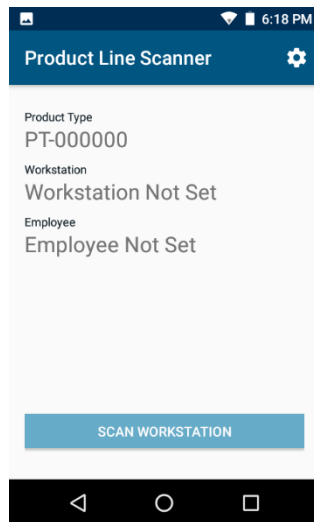 6:18 PM
Product Line Scanner
Product Type
PT-000000
Workstation
Workstation Not Set
Employee
Employee Not Set
SCAN WORKSTATION